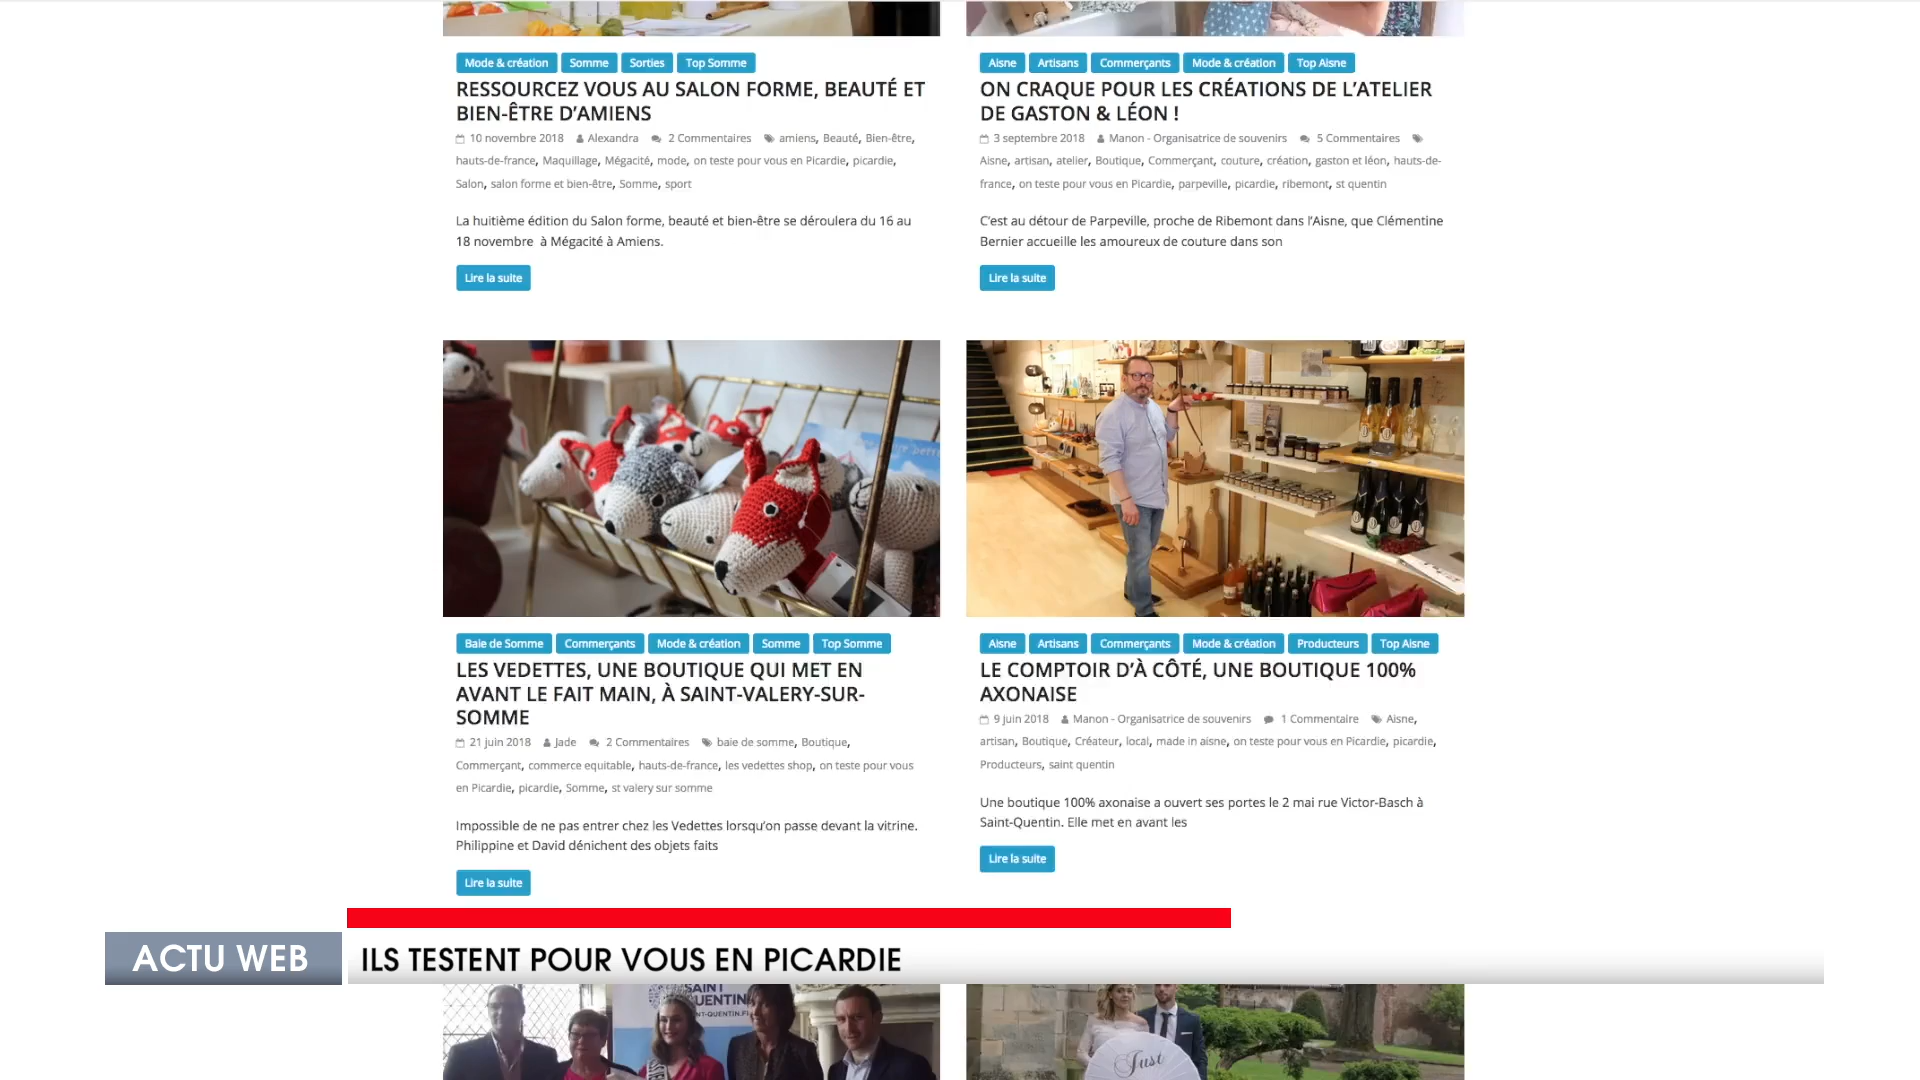 Mode & création Somme Sorties Top Somme
RESSOURCEZ VOUS AU SALON FORME, BEAUTÉ ET
BIEN-ÊTRE D’AMIENS
10 novembre 2018 Alexandra 2 Commentaires amiens, Beauté, Bien-être,
hauts-de-france, Maquillage, Mégacité, mode, on teste pour vous en Picardie, picardie,
Salon, salon forme et bien-être, Somme, sport
La huitième édition du Salon forme, beauté et bien-être se déroulera du 16 au
18 novembre à Mégacité à Amiens.
Lire la suite
Aisne Artisans Commerçants Mode & création Top Aisne
ON CRAQUE POUR LES CRÉATIONS DE L’ATELIER
DE GASTON & LÉON !
3 septembre 2018 Manon - Organisatrice de souvenirs 5 Commentaires
Aisne, artisan, atelier, Boutique, Commerçant, couture, création, gaston et léon, hauts-de-
france, on teste pour vous en Picardie, parpeville, picardie, ribemont, st quentin
C’est au détour de Parpeville, proche de Ribemont dans l’Aisne, que Clémentine
Bernier accueille les amoureux de couture dans son
Lire la suite
Baie de Somme Commerçants Mode & création Somme Top Somme
LES VEDETTES, UNE BOUTIQUE QUI MET EN
AVANT LE FAIT MAIN, À SAINT-VALERY-SUR-
SOMME
21 juin 2018 Jade 2 Commentaires baie de somme, Boutique,
Commerçant, commerce equitable, hauts-de-france, les vedettes shop, on teste pour vous
en Picardie, picardie, Somme, st valery sur somme
Impossible de ne pas entrer chez les Vedettes lorsqu’on passe devant la vitrine.
Philippine et David dénichent des objets faits
Lire la suite
Aisne Artisans Commerçants Mode & création Producteurs Top Aisne
LE COMPTOIR D’À CÔTÉ, UNE BOUTIQUE 100%
AXONAISE
9 juin 2018 Manon - Organisatrice de souvenirs 1 Commentaire Aisne,
artisan, Boutique, Créateur, local, made in aisne, on teste pour vous en Picardie, picardie,
Producteurs, saint quentin
Une boutique 100% axonaise a ouvert ses portes le 2 mai rue Victor-Basch à
Saint-Quentin. Elle met en avant les
Lire la suite
ACTU WEB ILS TESTENT POUR VOUS EN PICARDIE
SAINT
QUENTIN
Just